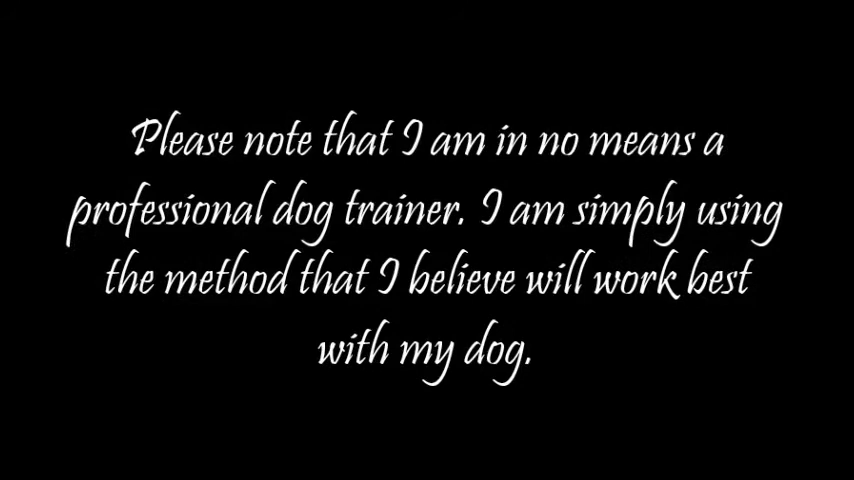 Please note that I am in no means a
professional dog trainer. I am simply using
the method that I believe will work best
with my dog.